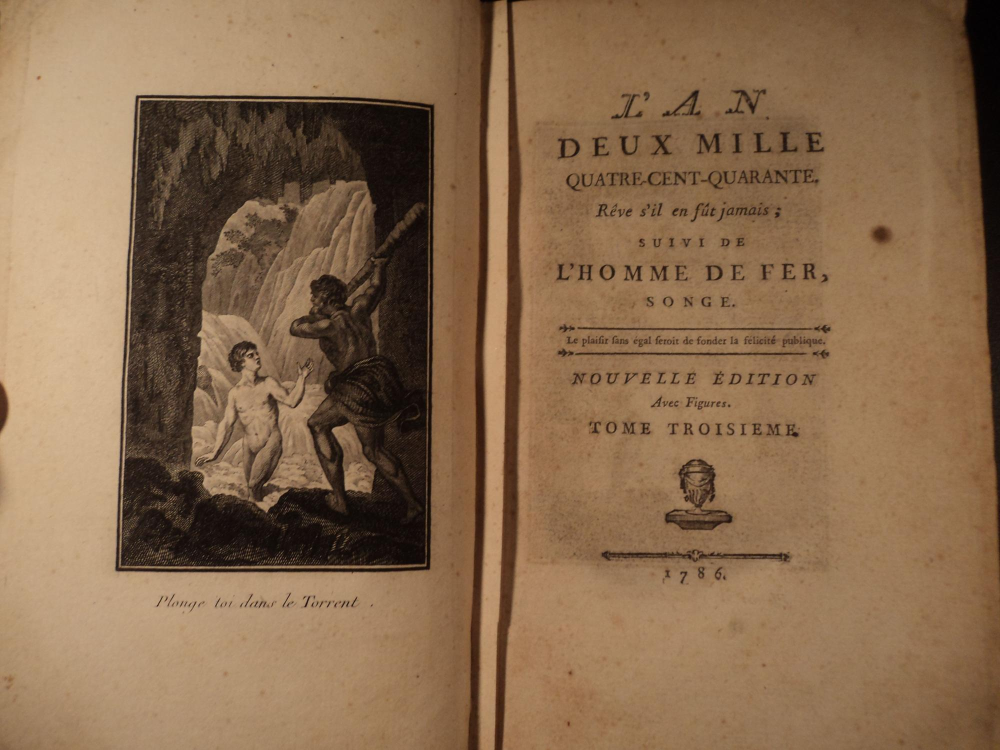 Plonge toi dans le Torrent .
L'AN
DEUX MILLE
QUATRE-CENT-QUARANTE.
Rêve s'il en fût jamais ;
SUIVI DE
L'HOMME DE FER,
SONGE.
Le plaiſir ſans égal ſeroit de fonder la félicité publique.
NOUVELLE ÉDITION
Avec Figures.
TOME TROISIEME.
1786.